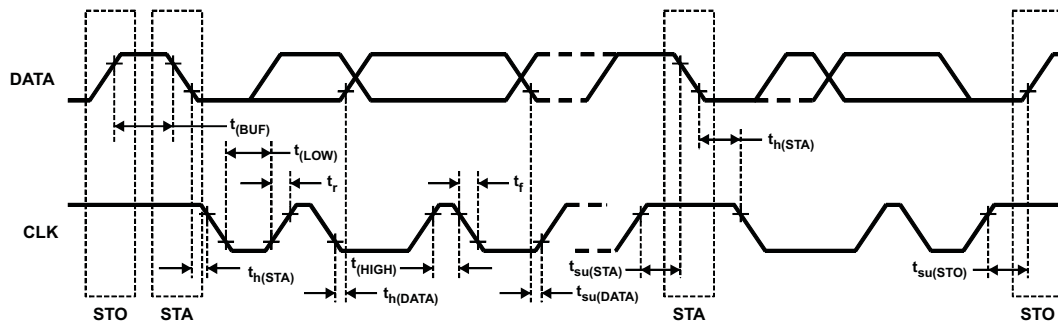 DATA
t(BUF)
t(LOW)
th(STA)
tr
tf
CLK
th(STA)
t(HIGH)
th(DATA)
tsu(STA)
tsu(DATA)
tsu(STO)
STO
STA
STA
STO